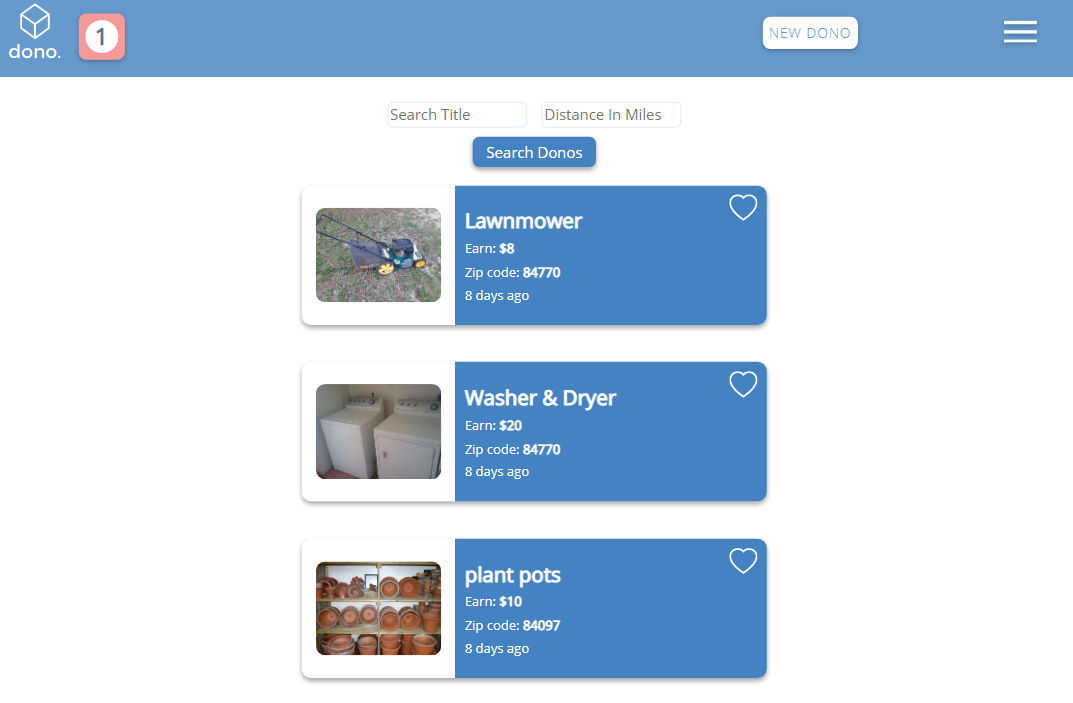 dono.
1
NEW DONO
Search Title
Distance In Miles
Search Donos
Lawnmower
Earn: $8
Zip code: 84770
8 days ago
Washer & Dryer
Earn: $20
Zip code: 84770
8 days ago
plant pots
Earn: $10
Zip code: 84097
8 days ago